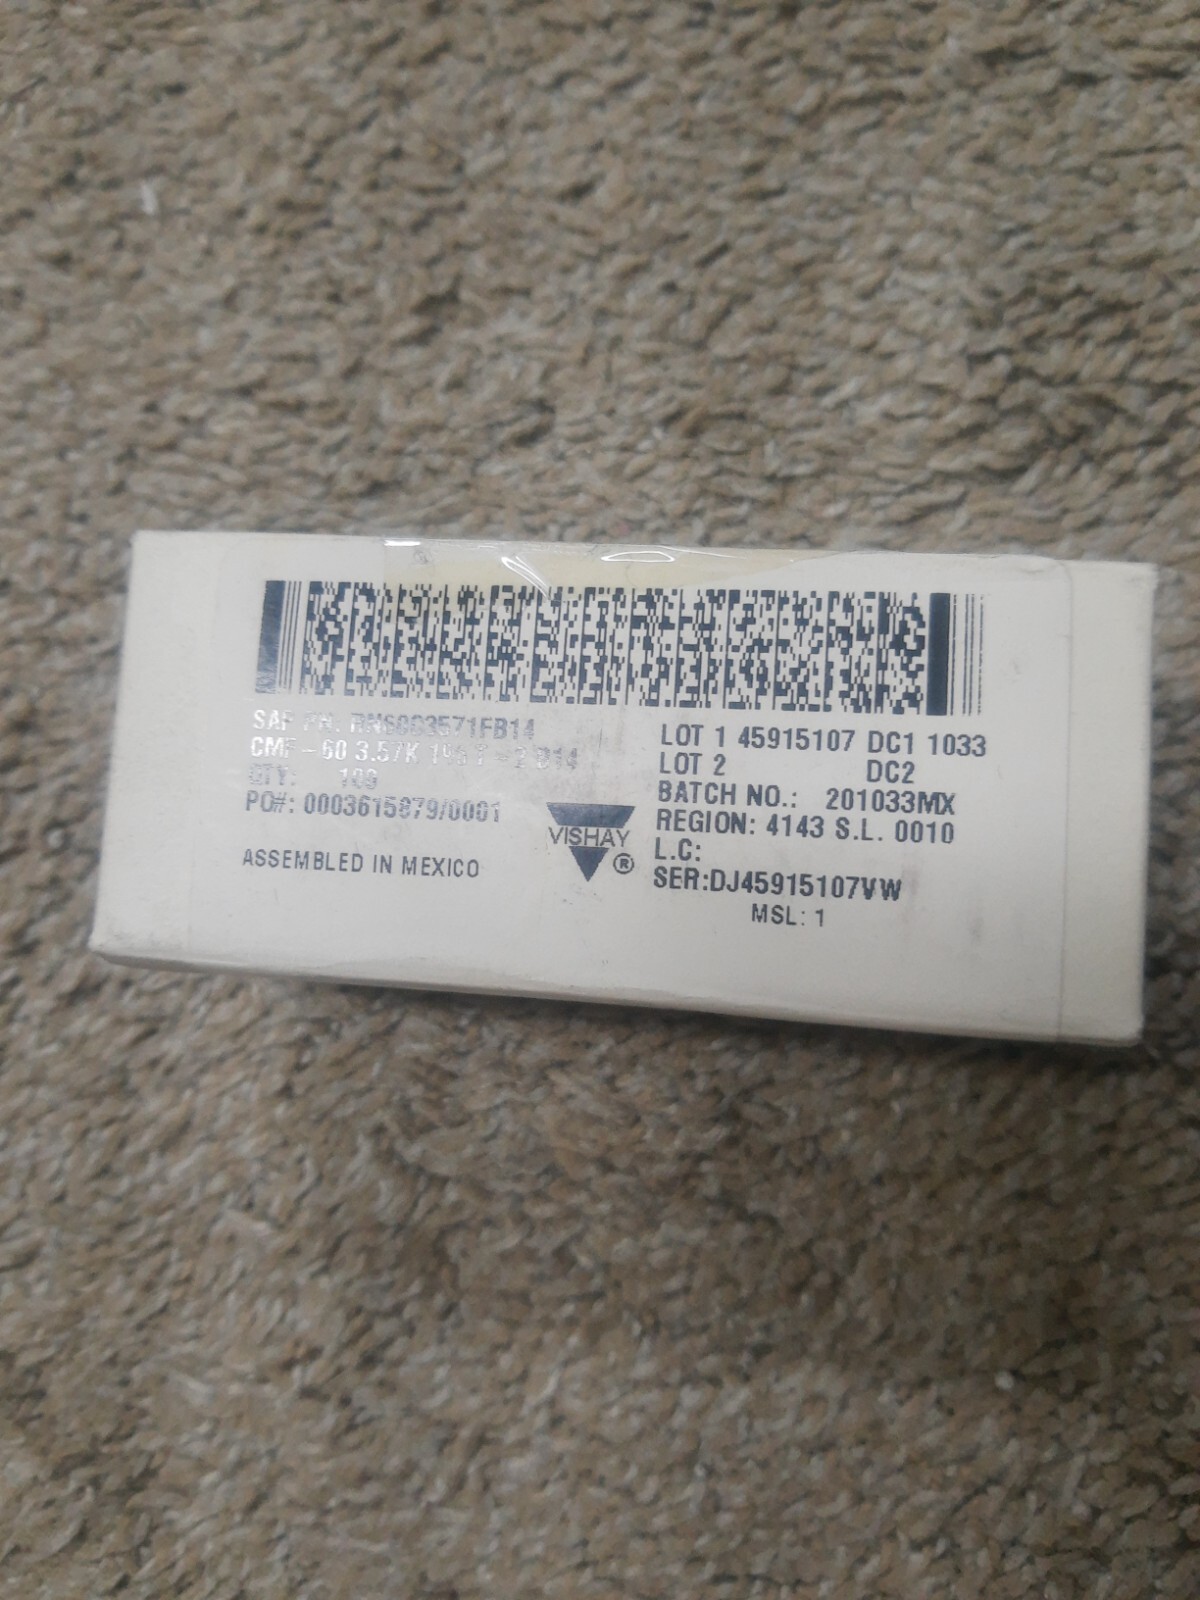 SAP PN: RN60C3571FB14
CMF-60 3.57K 1% T-2 B14
QTY: 100
PO#: 0003615879/0001
ASSEMBLED IN MEXICO
VISHAY
®
LOT 1 45915107 DC1 1033
LOT 2 DC2
BATCH NO.: 201033MX
REGION: 4143 S.L. 0010
L.C:
SER:DJ45915107VW
MSL: 1